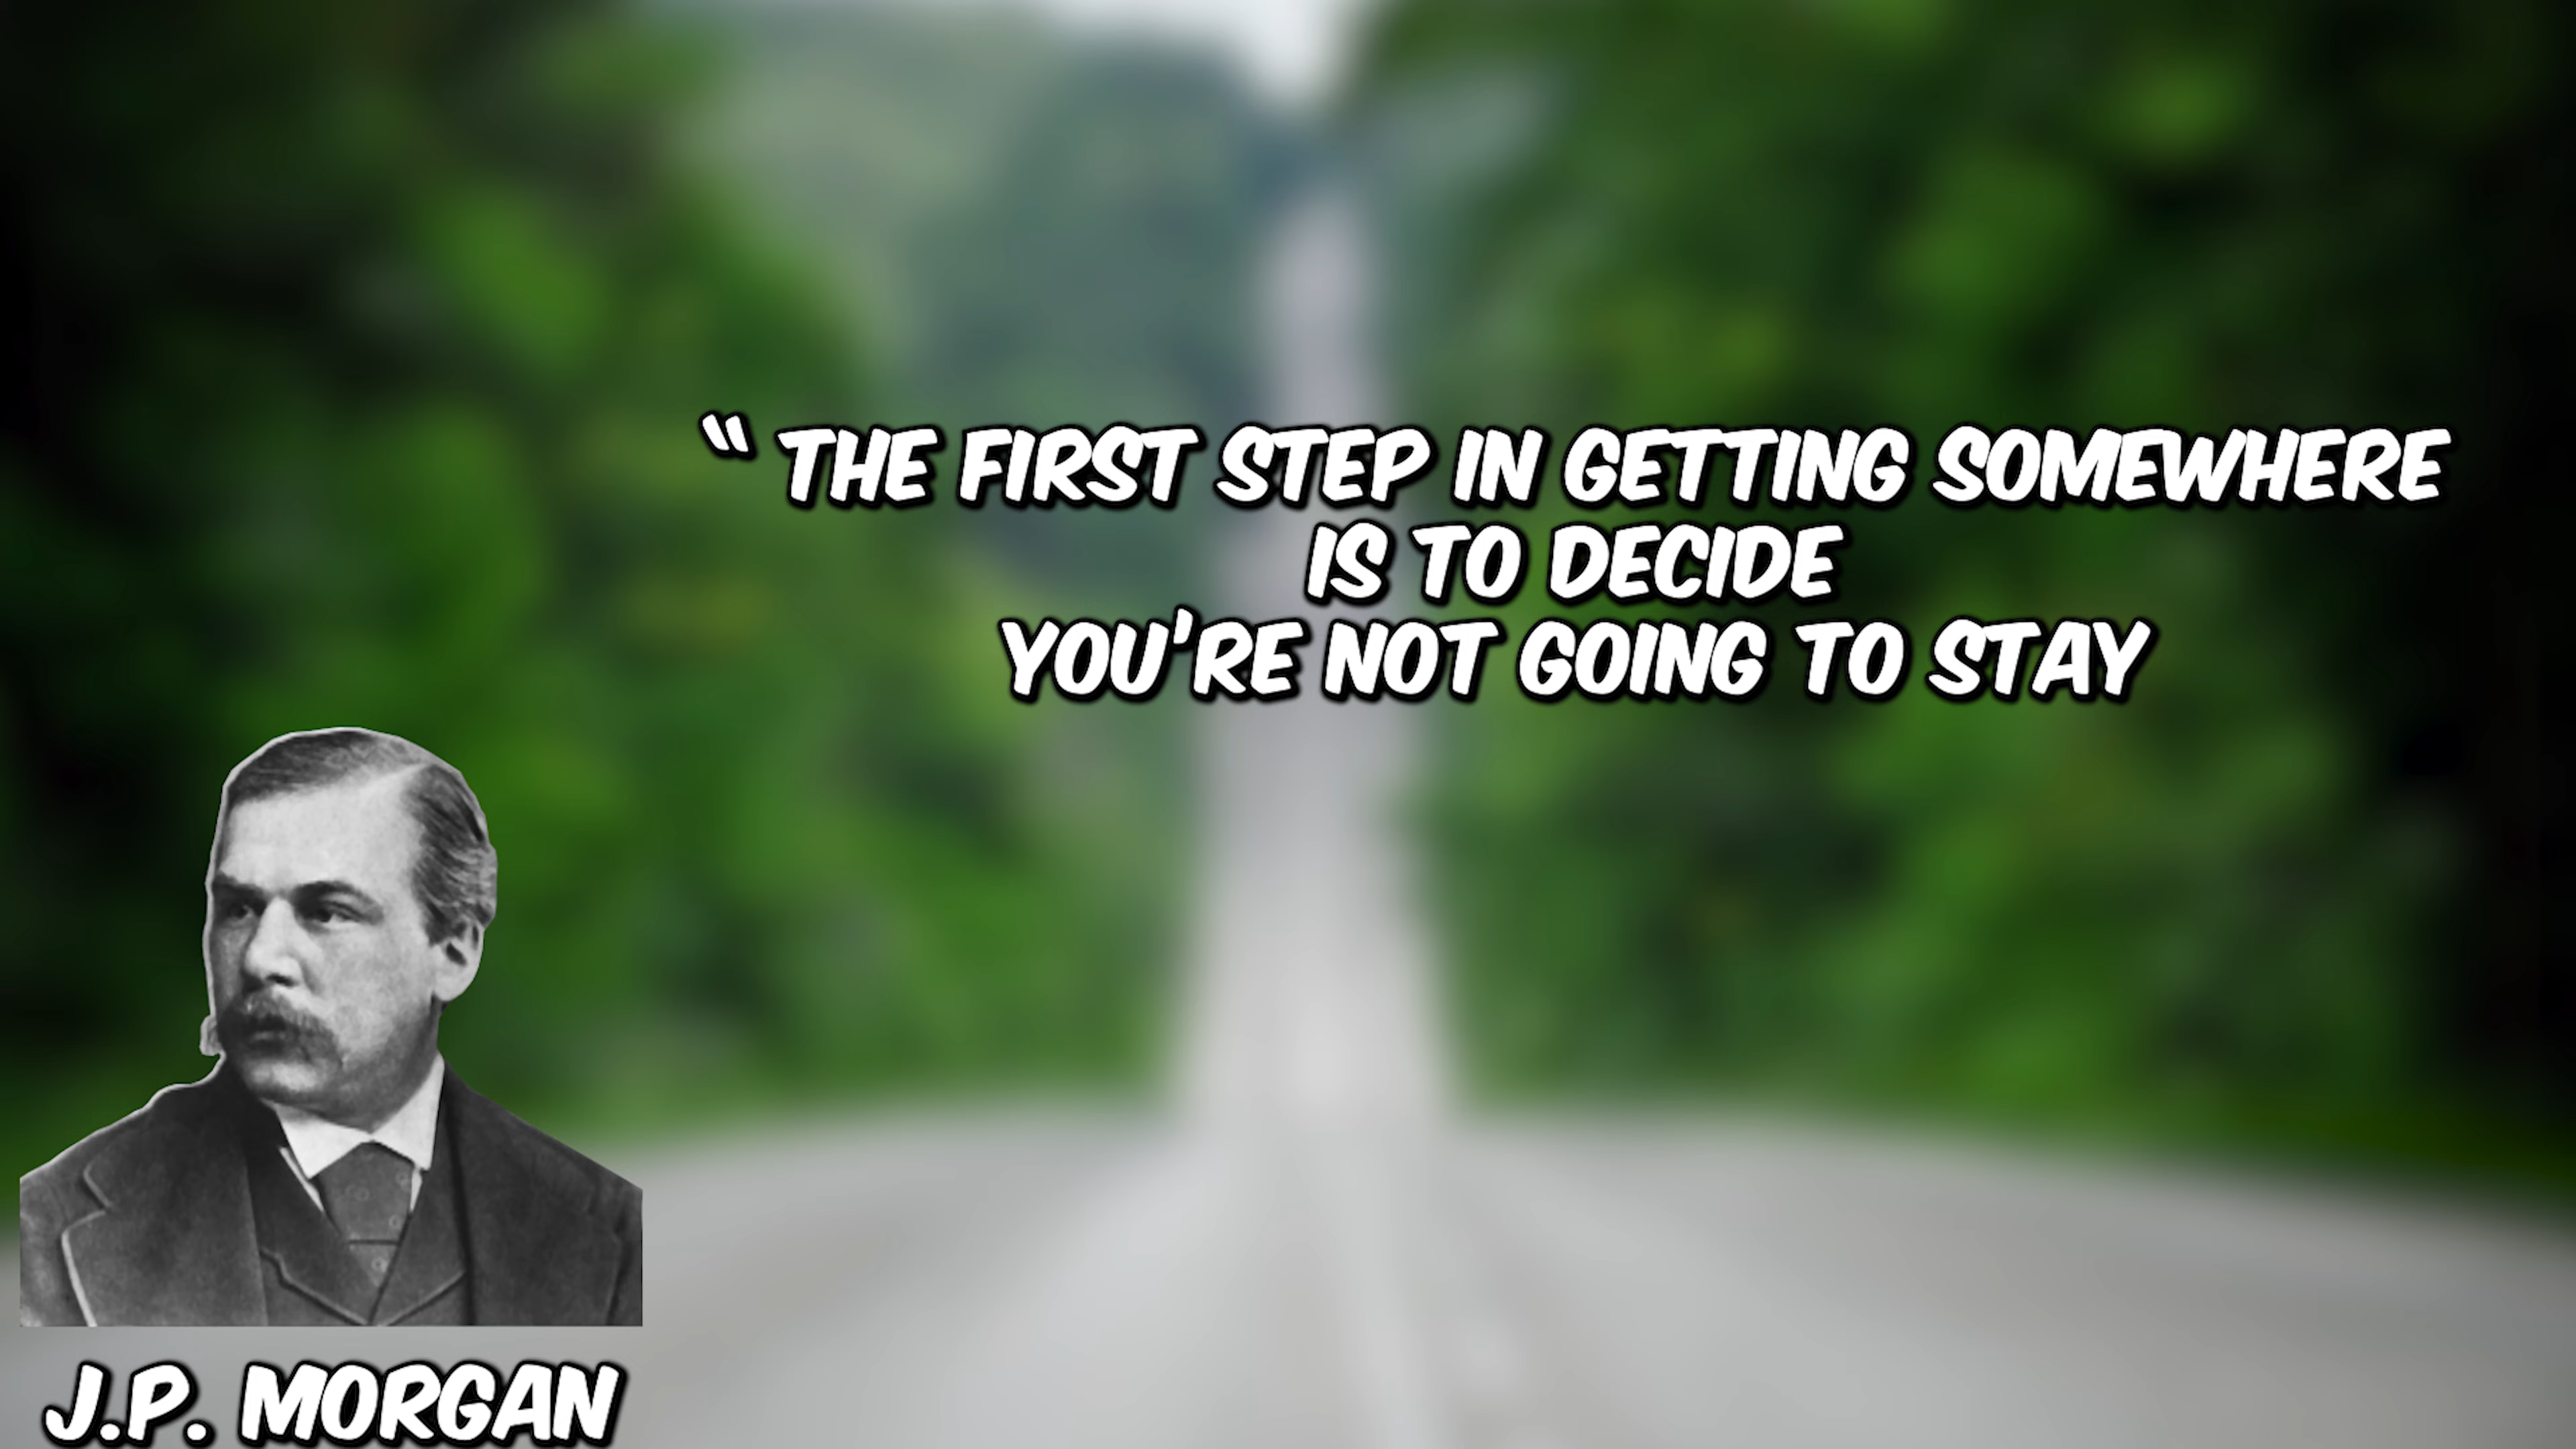 “ THE FIRST STEP IN GETTING SOMEWHERE
IS TO DECIDE
YOU'RE NOT GOING TO STAY
J.P. MORGAN